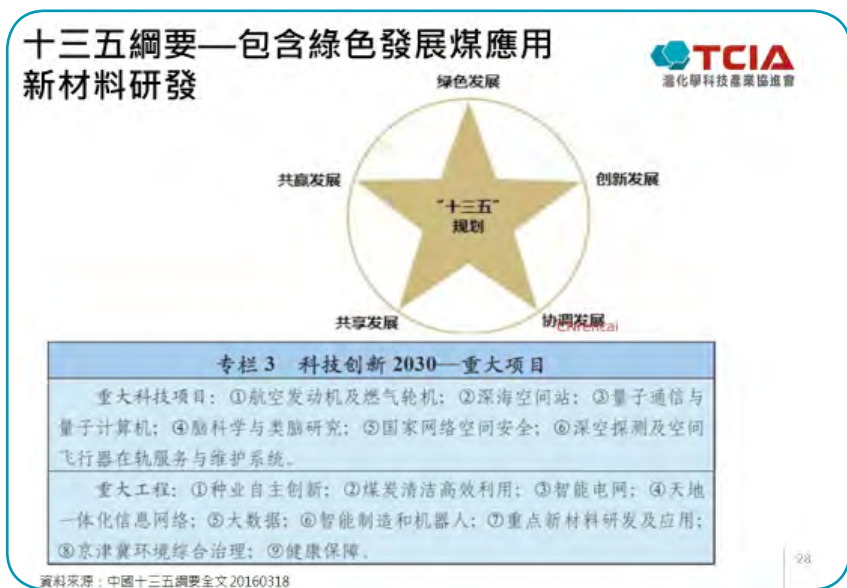 十三五綱要—包含綠色發展煤應用
新材料研發
TCIA
溫化學科技產業協進會
绿色发展
共赢发展
创新发展
"十三五"
规划
共享发展
协调发展
专栏 3 科技创新 2030—重大项目
重大科技项目：①航空发动机及燃气轮机；②深海空间站；③量子通信与
量子计算机；④脑科学与类脑研究；⑤国家网络空间安全；⑥深空探测及空间
飞行器在轨服务与维护系统。
重大工程：①种业自主创新；②煤炭清洁高效利用；③智能电网；④天地
一体化信息网络；⑤大数据；⑥智能制造和机器人；⑦重点新材料研发及应用；
⑧京津冀环境综合治理；⑨健康保障。
28
資料來源：中國十三五綱要全文20160318